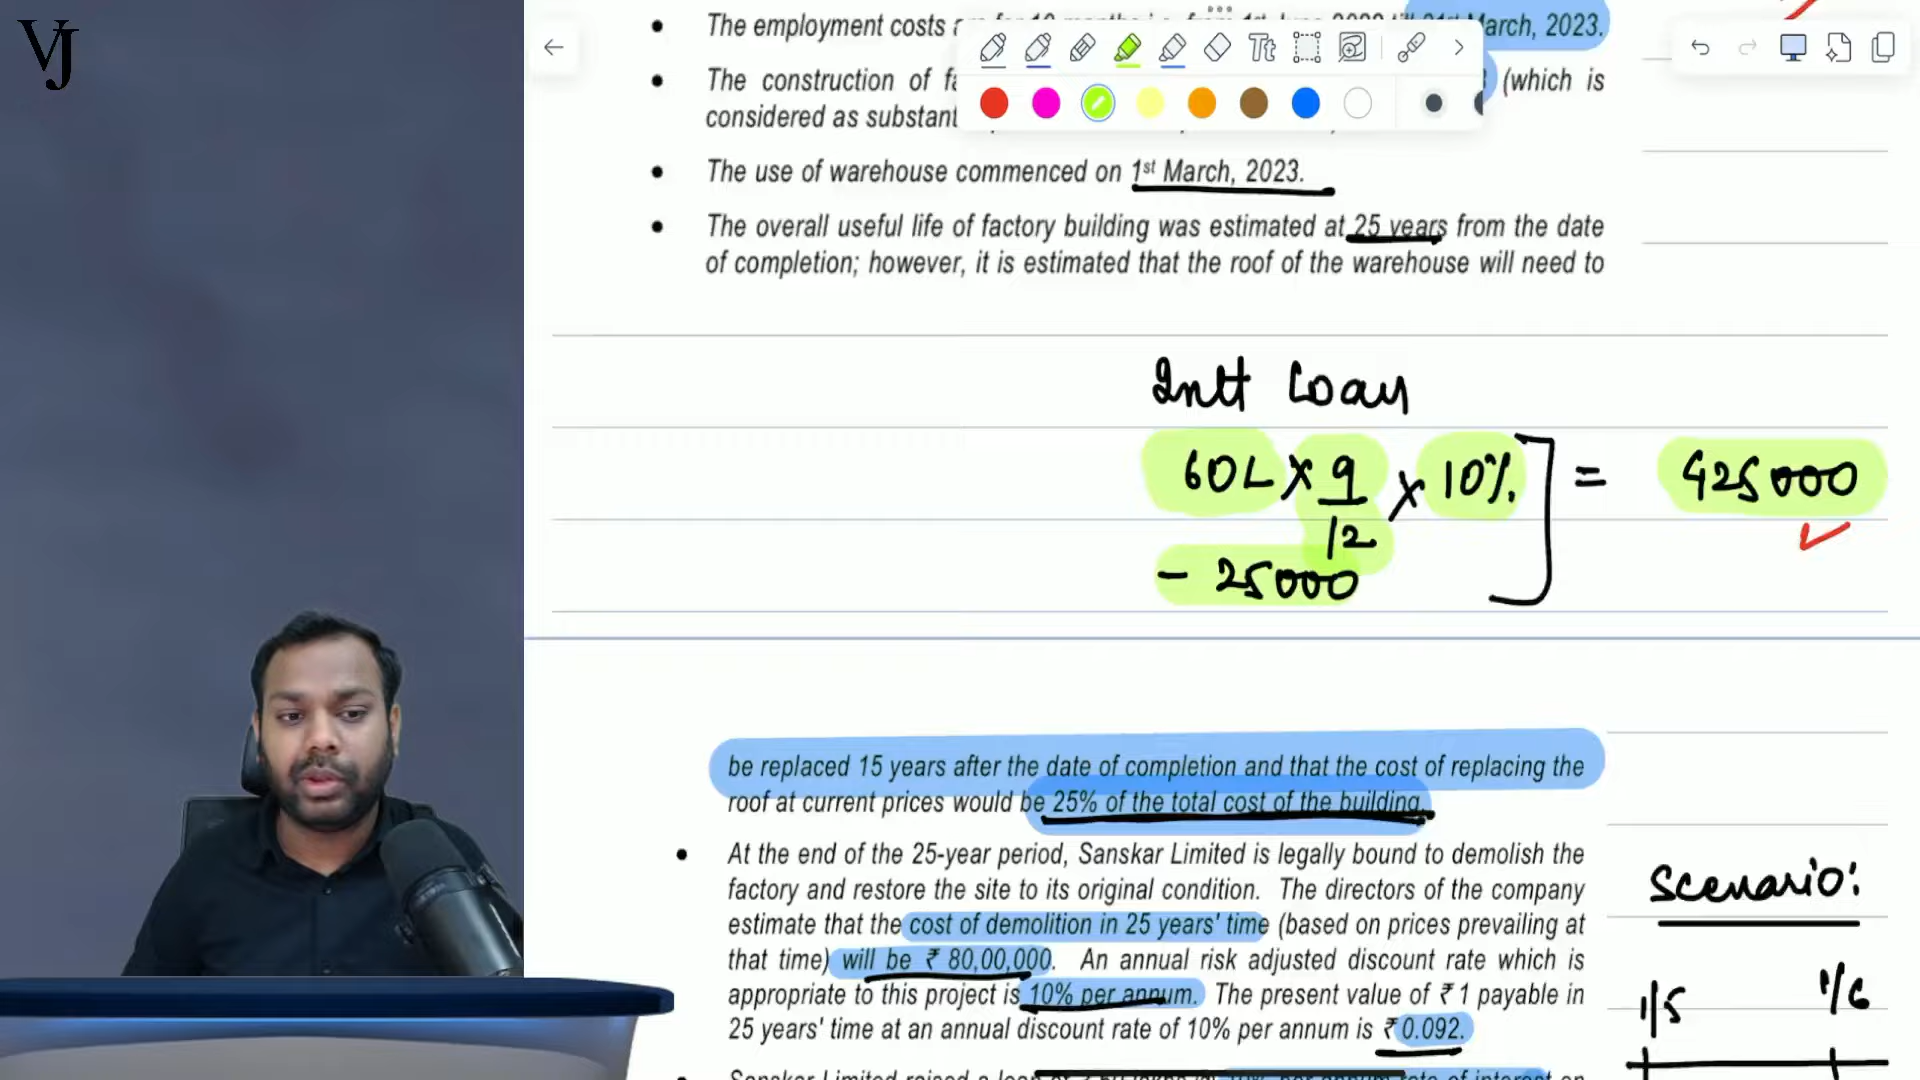 VJ
The employment costs a
arch, 2023.
The construction of fa
(which is
considered as substant
The use of warehouse commenced on 1st March, 2023.
The overall useful life of factory building was estimated at 25 years from the date
of completion; however, it is estimated that the roof of the warehouse will need to
Intt Loan
60L × 9/12 × 10% = 425000
- 25000
be replaced 15 years after the date of completion and that the cost of replacing the
roof at current prices would be 25% of the total cost of the building.
At the end of the 25-year period, Sanskar Limited is legally bound to demolish the
factory and restore the site to its original condition. The directors of the company
estimate that the cost of demolition in 25 years' time (based on prices prevailing at
that time) will be ₹ 80,00,000. An annual risk adjusted discount rate which is
appropriate to this project is 10% per annum. The present value of ₹ 1 payable in
25 years' time at an annual discount rate of 10% per annum is ₹ 0.092.
Scenario:
1/5 1/6
Sanskar Limited raised a loan